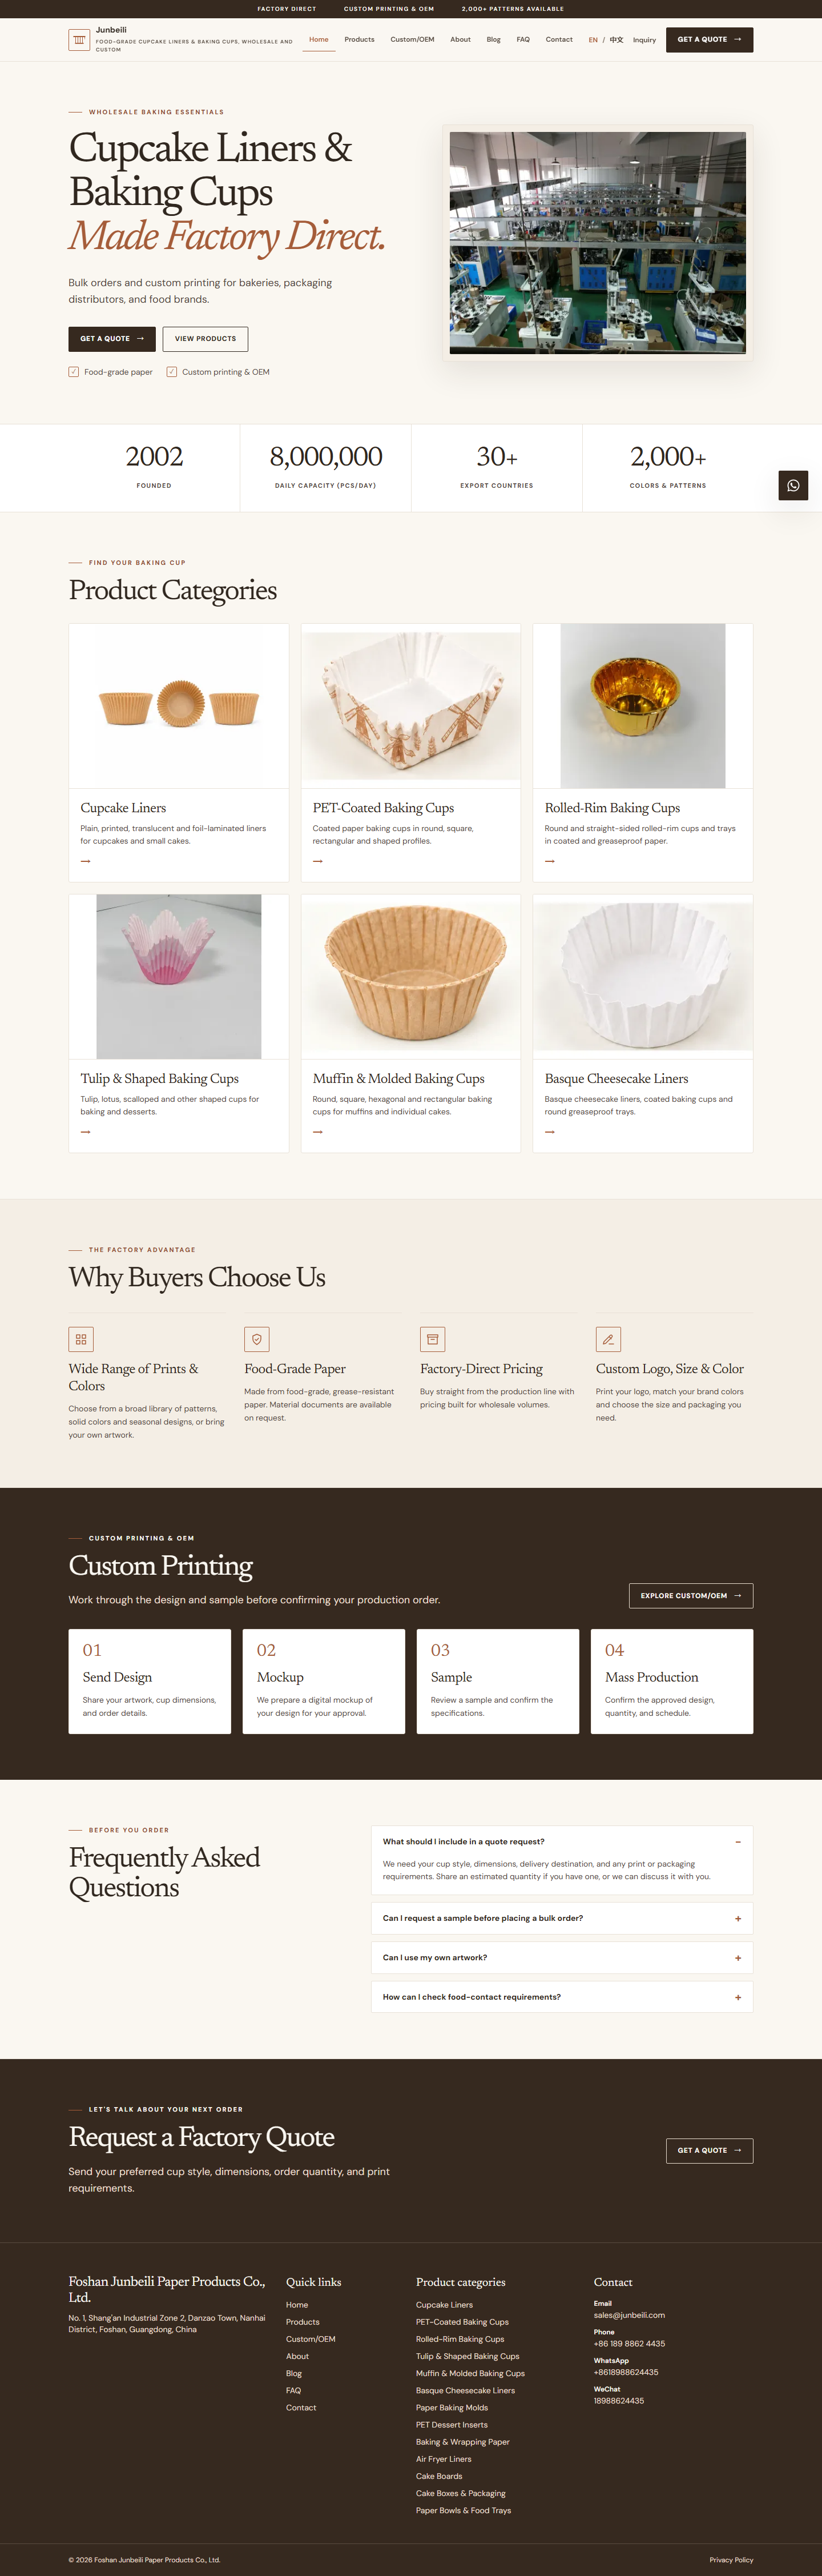 FACTORY DIRECT
CUSTOM PRINTING & OEM
2,000+ PATTERNS AVAILABLE
Junbeili
FOOD-GRADE CUPCAKE LINERS & BAKING CUPS, WHOLESALE AND
CUSTOM
Home
Products
Custom/OEM
About
Blog
FAQ
Contact
EN / 中文
Inquiry
GET A QUOTE →
WHOLESALE BAKING ESSENTIALS
Cupcake Liners &
Baking Cups
Made Factory Direct.
Bulk orders and custom printing for bakeries, packaging
distributors, and food brands.
GET A QUOTE →
VIEW PRODUCTS
✓ Food-grade paper
✓ Custom printing & OEM
2002
FOUNDED
8,000,000
DAILY CAPACITY (PCS/DAY)
30+
EXPORT COUNTRIES
2,000+
COLORS & PATTERNS
FIND YOUR BAKING CUP
Product Categories
Cupcake Liners
Plain, printed, translucent and foil-laminated liners
for cupcakes and small cakes.
→
PET-Coated Baking Cups
Coated paper baking cups in round, square,
rectangular and shaped profiles.
→
Rolled-Rim Baking Cups
Round and straight-sided rolled-rim cups and trays
in coated and greaseproof paper.
→
Tulip & Shaped Baking Cups
Tulip, lotus, scalloped and other shaped cups for
baking and desserts.
→
Muffin & Molded Baking Cups
Round, square, hexagonal and rectangular baking
cups for muffins and individual cakes.
→
Basque Cheesecake Liners
Basque cheesecake liners, coated baking cups and
round greaseproof trays.
→
THE FACTORY ADVANTAGE
Why Buyers Choose Us
Wide Range of Prints &
Colors
Choose from a broad library of patterns,
solid colors and seasonal designs, or bring
your own artwork.
Food-Grade Paper
Made from food-grade, grease-resistant
paper. Material documents are available
on request.
Factory-Direct Pricing
Buy straight from the production line with
pricing built for wholesale volumes.
Custom Logo, Size & Color
Print your logo, match your brand colors
and choose the size and packaging you
need.
CUSTOM PRINTING & OEM
Custom Printing
Work through the design and sample before confirming your production order.
EXPLORE CUSTOM/OEM →
01
Send Design
Share your artwork, cup dimensions,
and order details.
02
Mockup
We prepare a digital mockup of
your design for your approval.
03
Sample
Review a sample and confirm the
specifications.
04
Mass Production
Confirm the approved design,
quantity, and schedule.
BEFORE YOU ORDER
Frequently Asked
Questions
What should I include in a quote request? −
We need your cup style, dimensions, delivery destination, and any print or packaging
requirements. Share an estimated quantity if you have one, or we can discuss it with you.
Can I request a sample before placing a bulk order? +
Can I use my own artwork? +
How can I check food-contact requirements? +
LET'S TALK ABOUT YOUR NEXT ORDER
Request a Factory Quote
Send your preferred cup style, dimensions, order quantity, and print
requirements.
GET A QUOTE →
Foshan Junbeili Paper Products Co.,
Ltd.
No. 1, Shang'an Industrial Zone 2, Danzao Town, Nanhai
District, Foshan, Guangdong, China
Quick links
Home
Products
Custom/OEM
About
Blog
FAQ
Contact
Product categories
Cupcake Liners
PET-Coated Baking Cups
Rolled-Rim Baking Cups
Tulip & Shaped Baking Cups
Muffin & Molded Baking Cups
Basque Cheesecake Liners
Paper Baking Molds
PET Dessert Inserts
Baking & Wrapping Paper
Air Fryer Liners
Cake Boards
Cake Boxes & Packaging
Paper Bowls & Food Trays
Contact
Email
sales@junbeili.com
Phone
+86 189 8862 4435
WhatsApp
+8618988624435
WeChat
18988624435
© 2026 Foshan Junbeili Paper Products Co., Ltd.
Privacy Policy